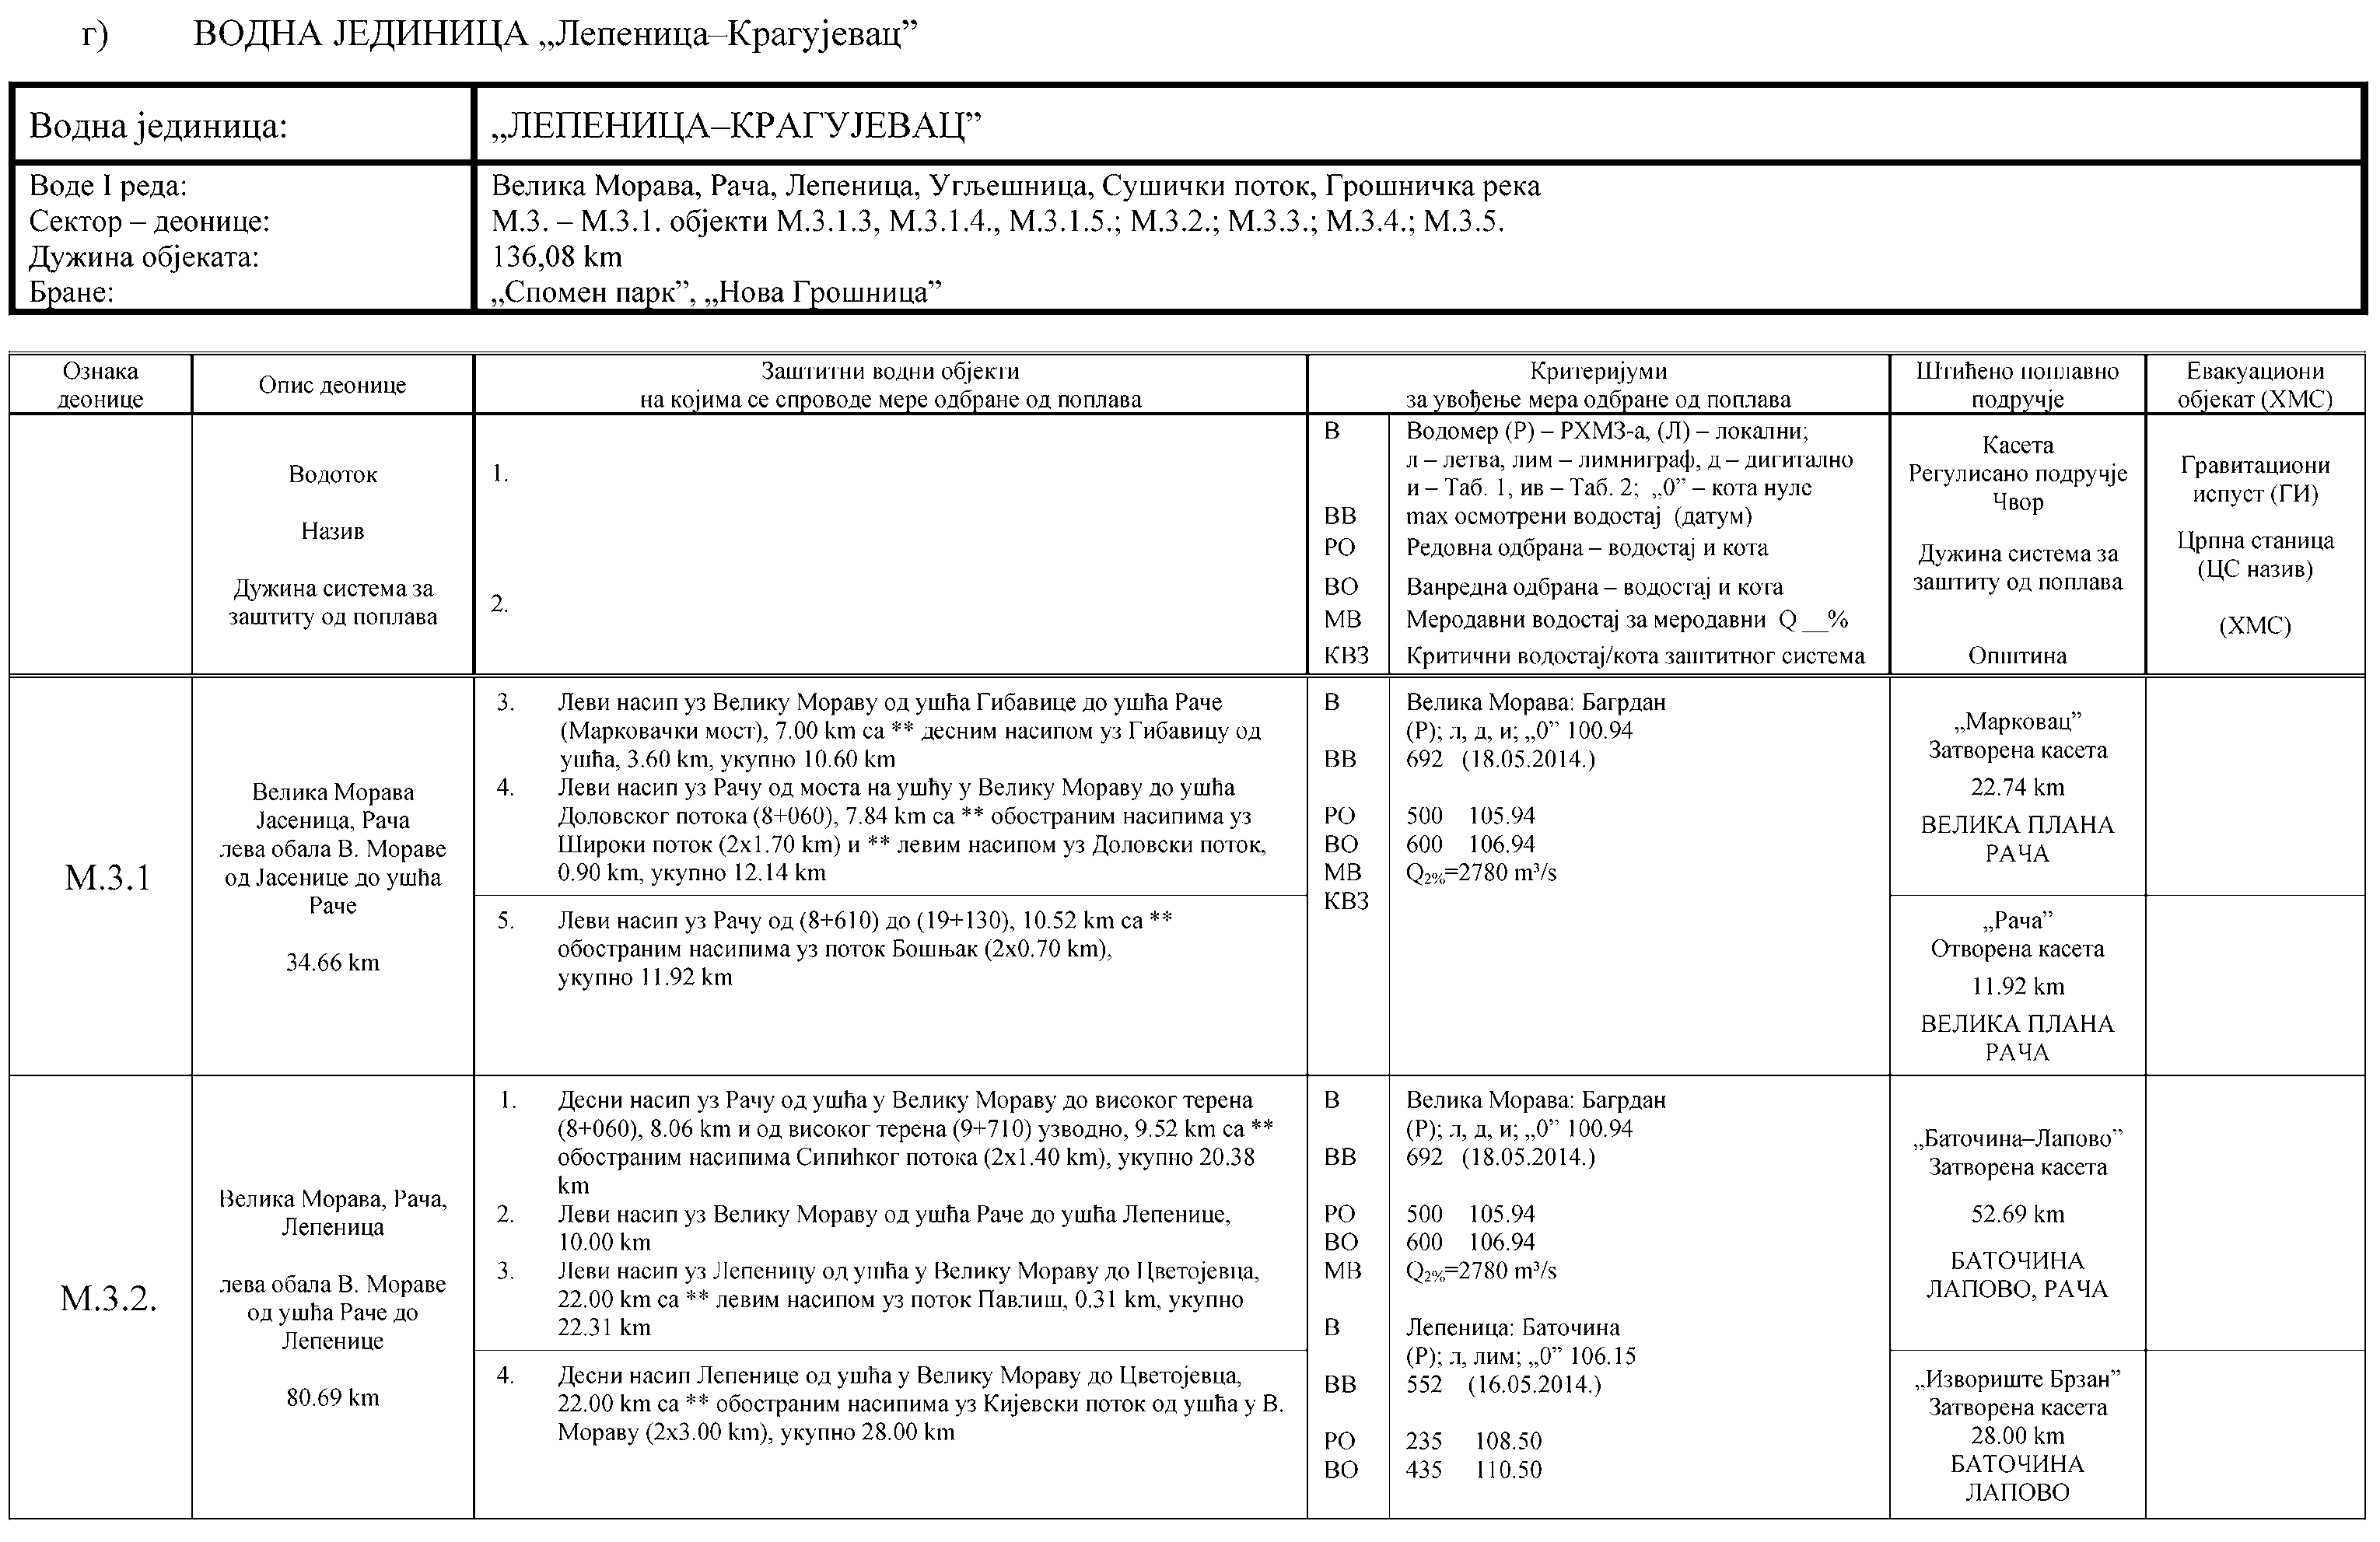 г) ВОДНА ЈЕДИНИЦА „Лепеница–Крагујевац”
Водна јединица: „ЛЕПЕНИЦА–КРАГУЈЕВАЦ”
Воде I реда: Велика Морава, Рача, Лепеница, Угљешница, Сушички поток, Грошничка река
Сектор – деонице: М.3. – М.3.1. објекти М.3.1.3, М.3.1.4., М.3.1.5.; М.3.2.; М.3.3.; М.3.4.; М.3.5.
Дужина објеката: 136,08 km
Бране: „Спомен парк”, „Нова Грошница”
Ознака
деонице
Опис деонице
Заштитни водни објекти
на којима се спроводе мере одбране од поплава
Критеријуми
за увођење мера одбране од поплава
Штићено поплавно
подручје
Евакуациони
објекат (ХМС)
Водоток
Назив
Дужина система за
заштиту од поплава
1.
2.
В Водомер (Р) – РХМЗ-а, (Л) – локални;
л – летва, лим – лимниграф, д – дигитално
и – Таб. 1, ив – Таб. 2; „0” – кота нуле
ВВ max осмотрени водостај (датум)
РО Редовна одбрана – водостај и кота
ВО Ванредна одбрана – водостај и кота
МВ Меродавни водостај за меродавни Q __%
КВЗ Критични водостај/кота заштитног система
Касета
Регулисано подручје
Чвор
Дужина система за
заштиту од поплава
Општина
Гравитациони
испуст (ГИ)
Црпна станица
(ЦС назив)
(ХМС)
М.3.1
Велика Морава
Јасеница, Рача
лева обала В. Мораве
од Јасенице до ушћа
Раче
34.66 km
3. Леви насип уз Велику Мораву од ушћа Гибавице до ушћа Раче
(Марковачки мост), 7.00 km са ** десним насипом уз Гибавицу од
ушћа, 3.60 km, укупно 10.60 km
4. Леви насип уз Рачу од моста на ушћу у Велику Мораву до ушћа
Доловског потока (8+060), 7.84 km са ** обостраним насипима уз
Широки поток (2x1.70 km) и ** левим насипом уз Доловски поток,
0.90 km, укупно 12.14 km
5. Леви насип уз Рачу од (8+610) до (19+130), 10.52 km са **
обостраним насипима уз поток Бошњак (2x0.70 km),
укупно 11.92 km
В Велика Морава: Багрдан
(Р); л, д, и; „0” 100.94
ВВ 692 (18.05.2014.)
РО 500 105.94
ВО 600 106.94
МВ Q2%=2780 m³/s
КВЗ
„Марковац”
Затворена касета
22.74 km
ВЕЛИКА ПЛАНА
РАЧА
„Рача”
Отворена касета
11.92 km
ВЕЛИКА ПЛАНА
РАЧА
М.3.2.
Велика Морава, Рача,
Лепеница
лева обала В. Мораве
од ушћа Раче до
Лепенице
80.69 km
1. Десни насип уз Рачу од ушћа у Велику Мораву до високог терена
(8+060), 8.06 km и од високог терена (9+710) узводно, 9.52 km са **
обостраним насипима Сипићког потока (2x1.40 km), укупно 20.38
km
2. Леви насип уз Велику Мораву од ушћа Раче до ушћа Лепенице,
10.00 km
3. Леви насип уз Лепеницу од ушћа у Велику Мораву до Цветојевца,
22.00 km са ** левим насипом уз поток Павлиш, 0.31 km, укупно
22.31 km
4. Десни насип Лепенице од ушћа у Велику Мораву до Цветојевца,
22.00 km са ** обостраним насипима уз Кијевски поток од ушћа у В.
Мораву (2x3.00 km), укупно 28.00 km
В Велика Морава: Багрдан
(Р); л, д, и; „0” 100.94
ВВ 692 (18.05.2014.)
РО 500 105.94
ВО 600 106.94
МВ Q2%=2780 m³/s
В Лепеница: Баточина
(Р); л, лим; „0” 106.15
ВВ 552 (16.05.2014.)
РО 235 108.50
ВО 435 110.50
„Баточина–Лапово”
Затворена касета
52.69 km
БАТОЧИНА
ЛАПОВО, РАЧА
„Извориште Брзан”
Затворена касета
28.00 km
БАТОЧИНА
ЛАПОВО